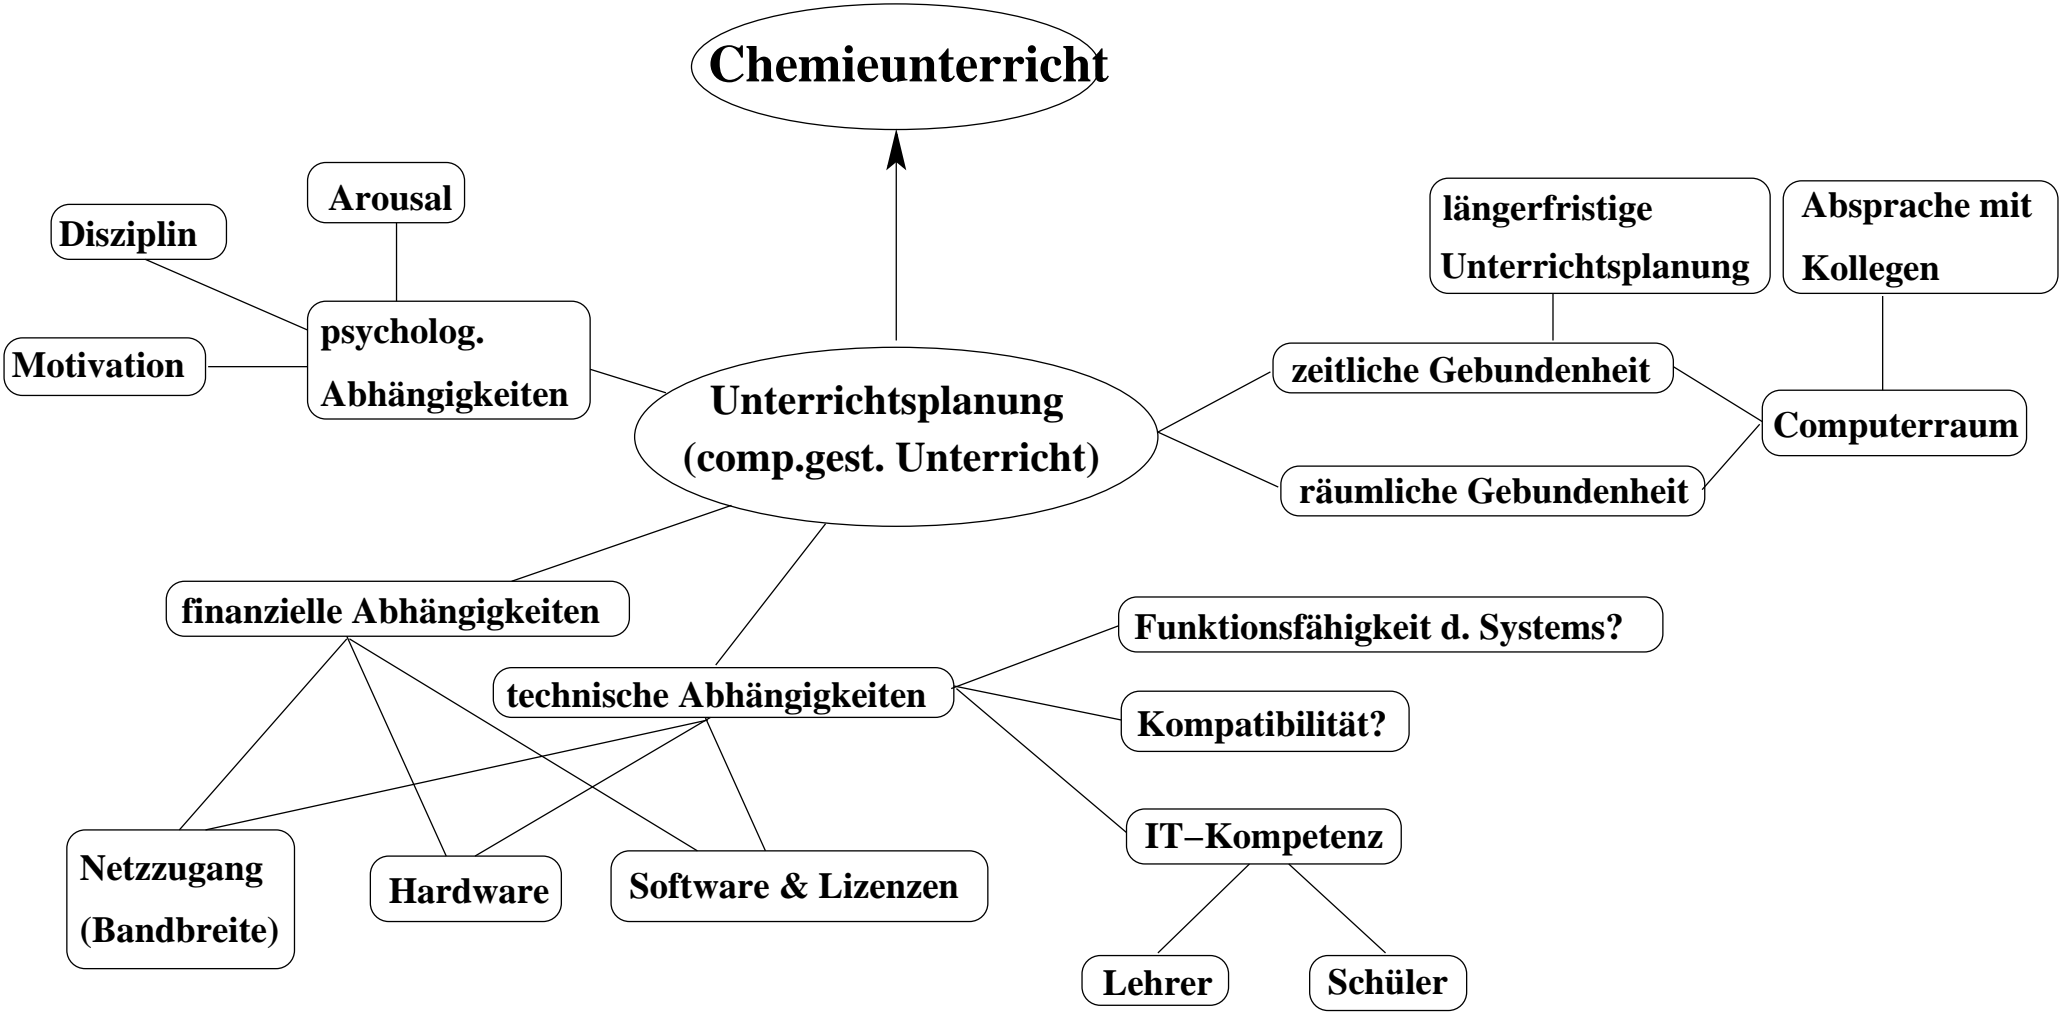 Chemieunterricht
Arousal
Disziplin
Motivation
psycholog.
Abhängigkeiten
Unterrichtsplanung
(comp.gest. Unterricht)
längerfristige
Unterrichtsplanung
Absprache mit
Kollegen
zeitliche Gebundenheit
Computerraum
räumliche Gebundenheit
finanzielle Abhängigkeiten
technische Abhängigkeiten
Funktionsfähigkeit d. Systems?
Kompatibilität?
IT−Kompetenz
Netzzugang
(Bandbreite)
Hardware
Software & Lizenzen
Lehrer
Schüler